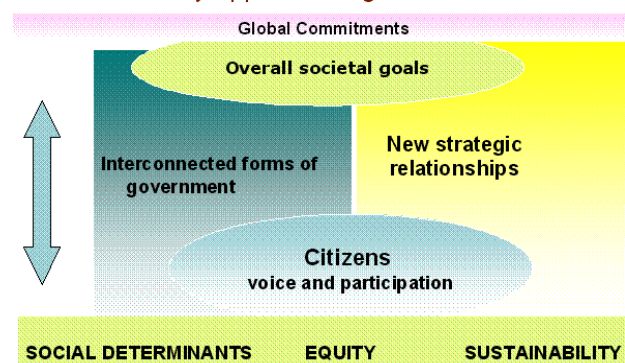 Global Commitments
Overall societal goals
Interconnected forms of
government
New strategic
relationships
Citizens
voice and participation
SOCIAL DETERMINANTS EQUITY SUSTAINABILITY